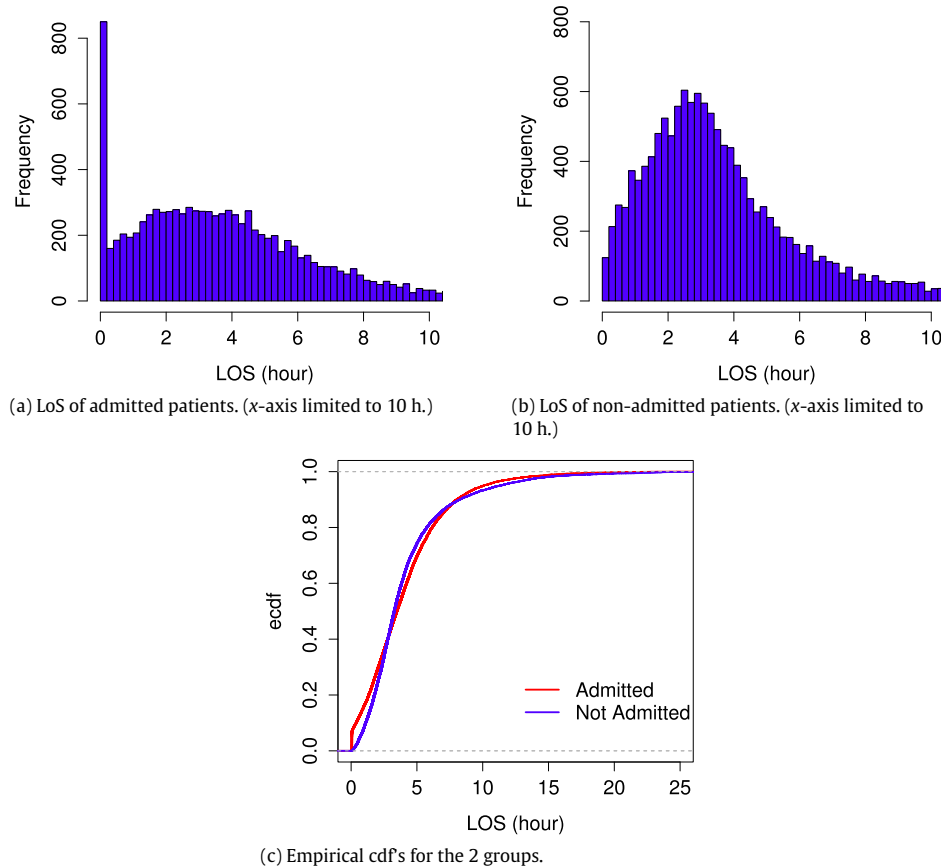 800
600
400
200
0
Frequency
0 2 4 6 8 10
LOS (hour)
(a) LoS of admitted patients. (x-axis limited to 10 h.)
800
600
400
200
0
Frequency
0 2 4 6 8 10
LOS (hour)
(b) LoS of non-admitted patients. (x-axis limited to
10 h.)
1.0
0.8
0.6
0.4
0.2
0.0
ecdf
Admitted
Not Admitted
0 5 10 15 20 25
LOS (hour)
(c) Empirical cdf's for the 2 groups.